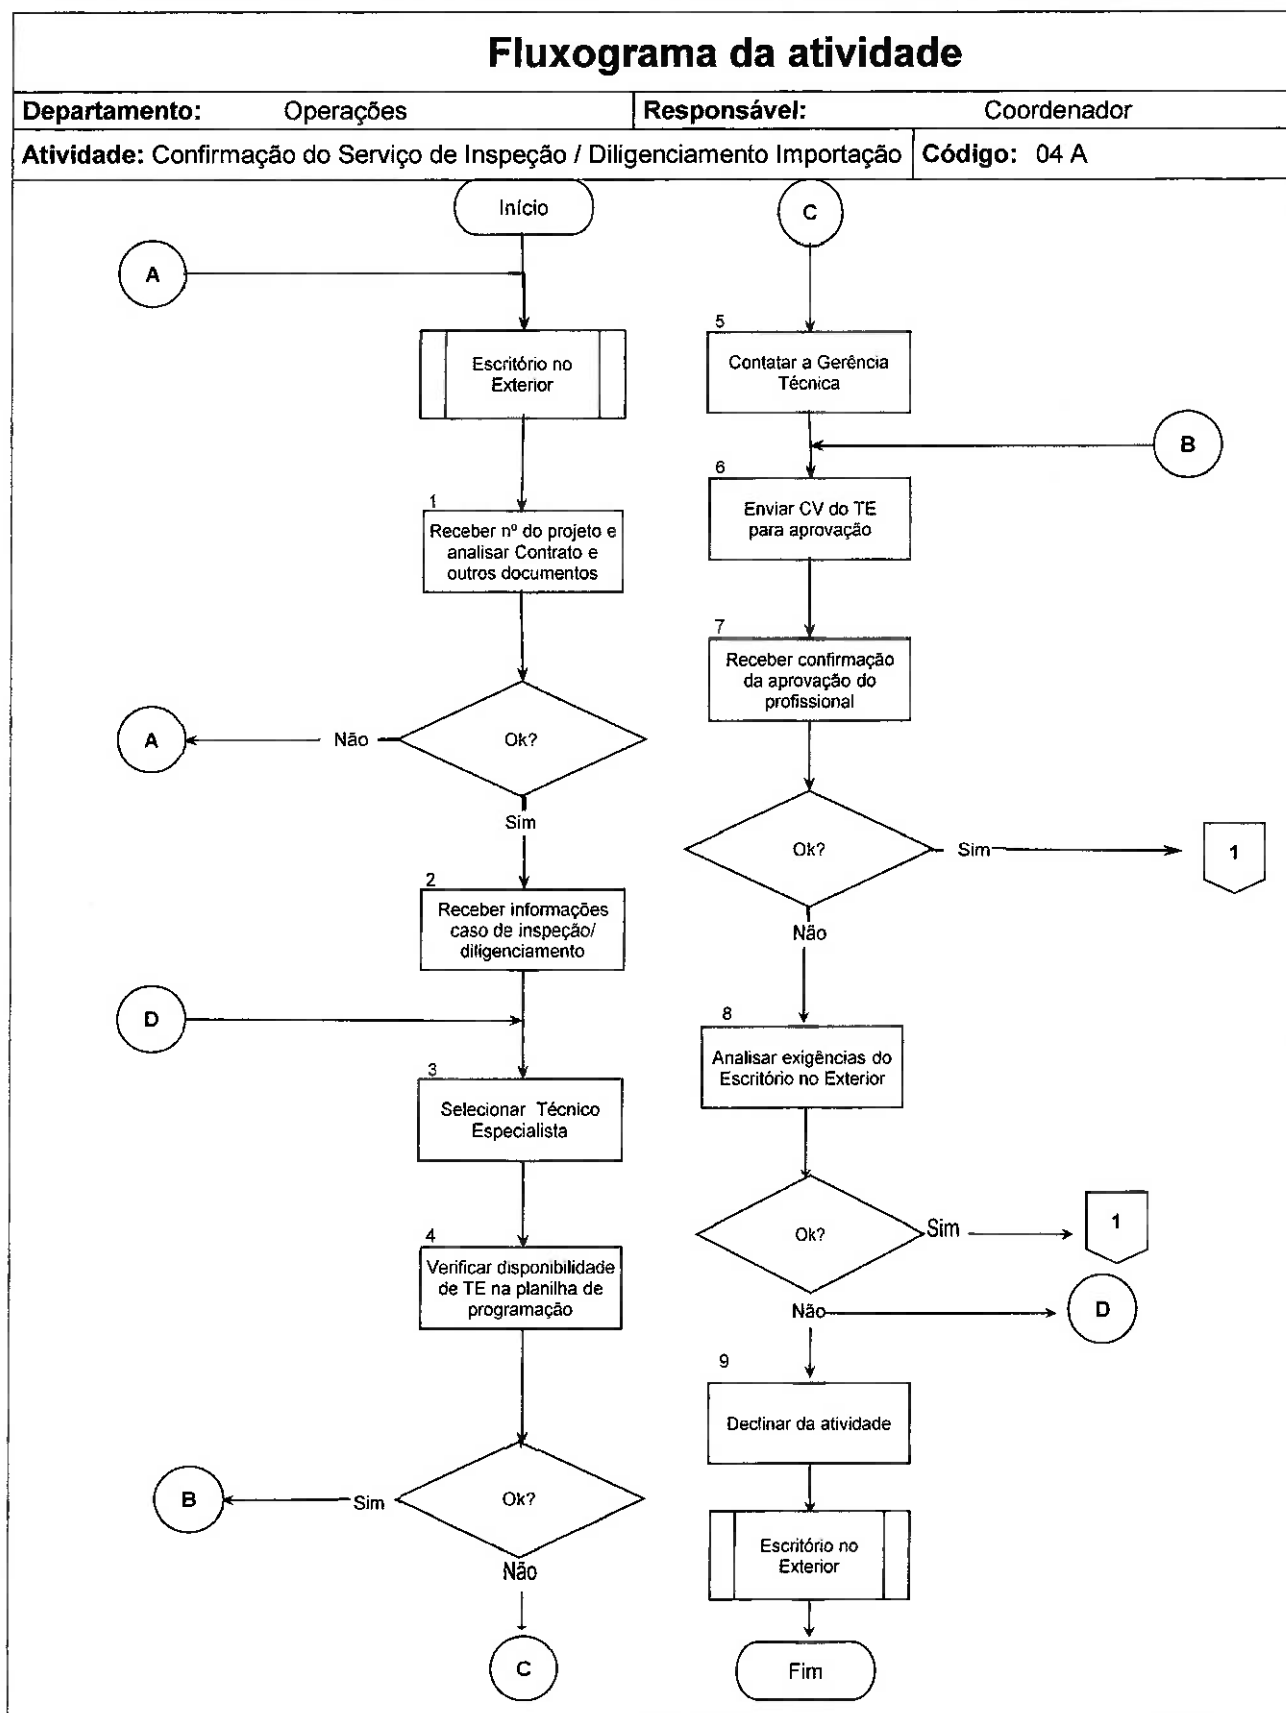 Fluxograma da atividade
Departamento: Operações
Responsável: Coordenador
Atividade: Confirmação do Serviço de Inspeção / Diligenciamento Importação
Código: 04 A
Início
A
Escritório no
Exterior
1
Receber nº do projeto e
analisar Contrato e
outros documentos
Ok?
Não
A
Sim
2
Receber informações
caso de inspeção/
diligenciamento
D
3
Selecionar Técnico
Especialista
4
Verificar disponibilidade
de TE na planilha de
programação
Ok?
Sim
B
Não
C
C
5
Contatar a Gerência
Técnica
B
6
Enviar CV do TE
para aprovação
7
Receber confirmação
da aprovação do
profissional
Ok?
Sim
1
Não
8
Analisar exigências do
Escritório no Exterior
Ok?
Sim
1
Não
D
9
Declinar da atividade
Escritório no
Exterior
Fim